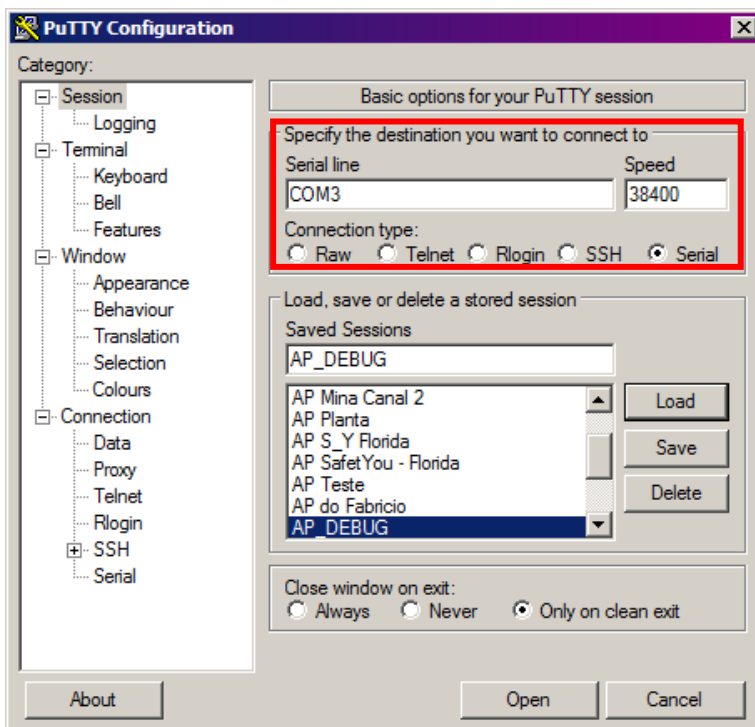 PuTTY Configuration
Category:
Session
Logging
Terminal
Keyboard
Bell
Features
Window
Appearance
Behaviour
Translation
Selection
Colours
Connection
Data
Proxy
Telnet
Rlogin
SSH
Serial
Basic options for your PuTTY session
Specify the destination you want to connect to
Serial line Speed
COM3 38400
Connection type:
Raw Telnet Rlogin SSH Serial
Load, save or delete a stored session
Saved Sessions
AP_DEBUG
AP Mina Canal 2
AP Planta
AP S_Y Florida
AP SafetYou - Florida
AP Teste
AP do Fabricio
AP_DEBUG
Load
Save
Delete
Close window on exit:
Always Never Only on clean exit
About Open Cancel